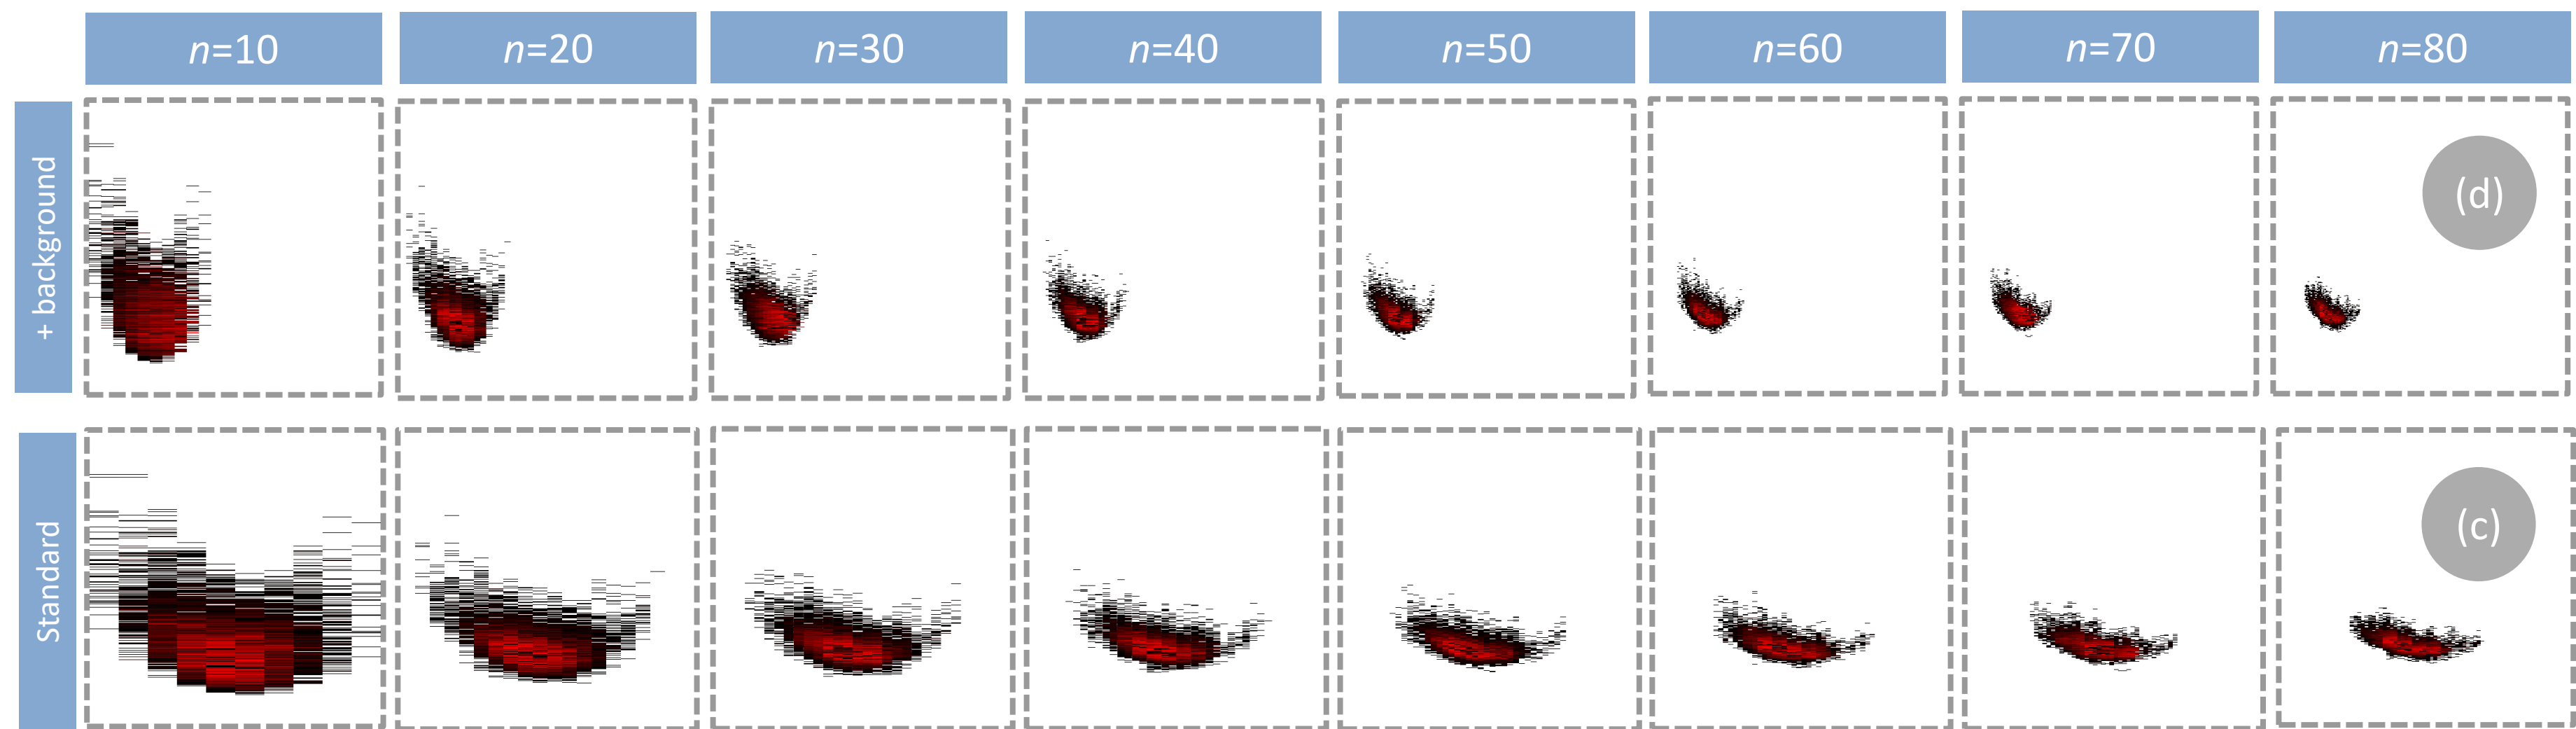 n=10
n=20
n=30
n=40
n=50
n=60
n=70
n=80
+ background
(d)
Standard
(c)